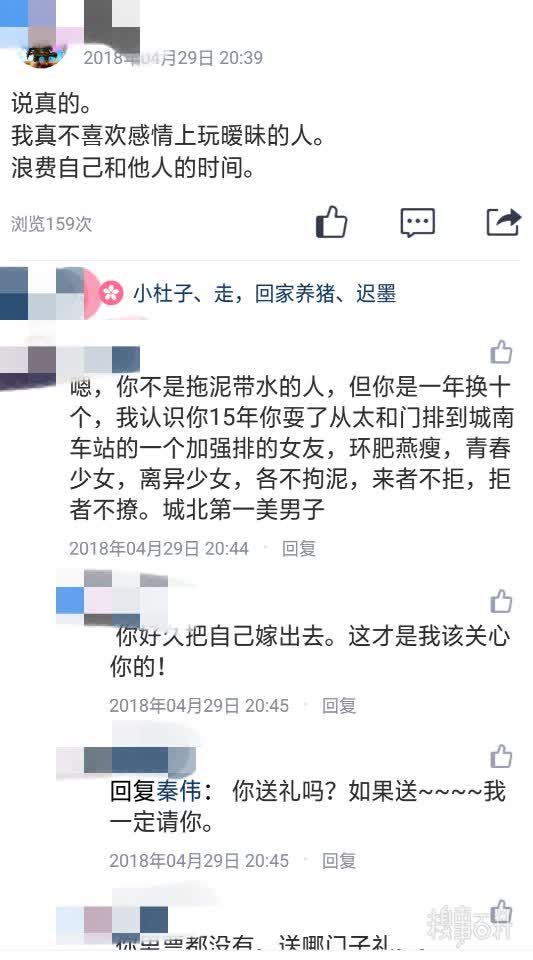 2018年04月29日 20:39
说真的。
我真不喜欢感情上玩暧昧的人。
浪费自己和他人的时间。
浏览159次
小杜子、走，回家养猪、迟墨
嗯，你不是拖泥带水的人，但你是一年换十
个，我认识你15年你耍了从太和门排到城南
车站的一个加强排的女友，环肥燕瘦，青春
少女，离异少女，各不拘泥，来者不拒，拒
者不撩。城北第一美男子
2018年04月29日 20:44 · 回复
你好久把自己嫁出去。这才是我该关心
你的！
2018年04月29日 20:45 · 回复
回复秦伟： 你送礼吗？如果送~~~~我
一定请你。
2018年04月29日 20:45 · 回复
你里票都没有。送哪门子礼。